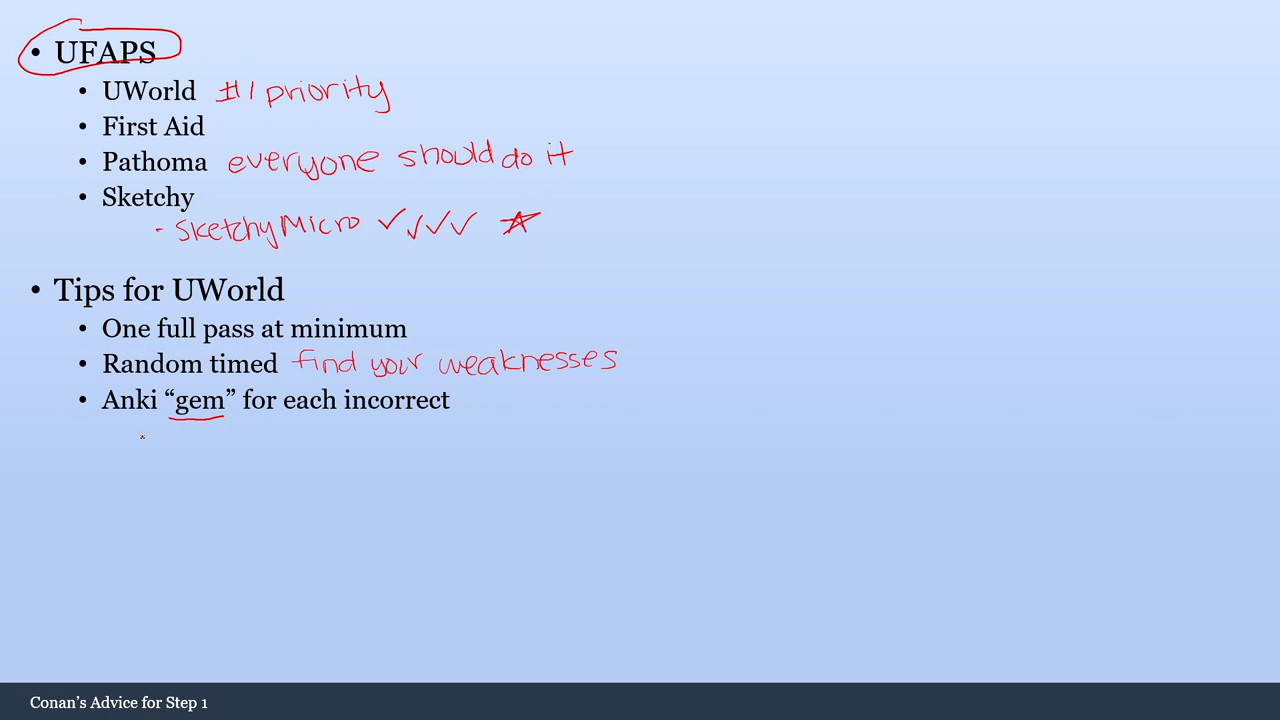 • UFAPS
• UWorld #1 priority
• First Aid
• Pathoma everyone should do it
• Sketchy
- SketchyMicro ✓✓✓✓ ☆
• Tips for UWorld
• One full pass at minimum
• Random timed find your weaknesses
• Anki “gem” for each incorrect
Conan’s Advice for Step 1